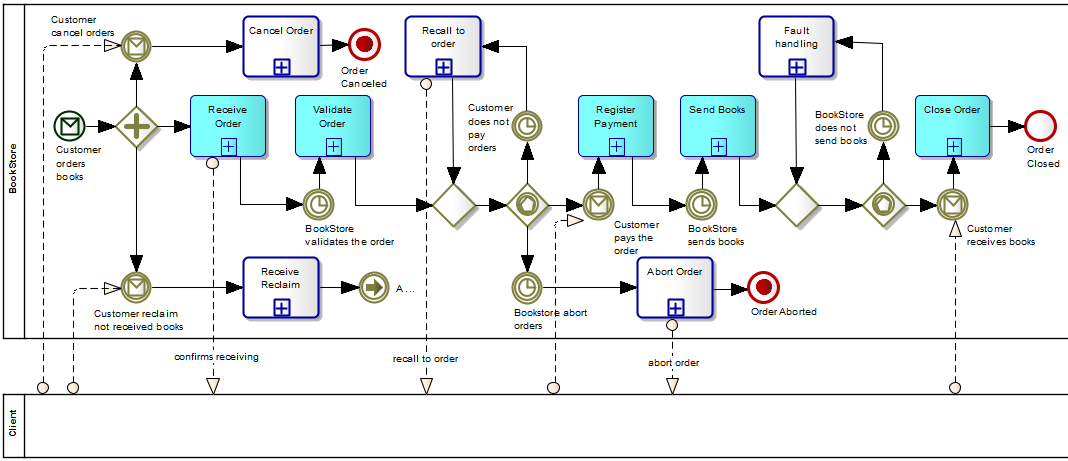 Customer
cancel orders
Cancel Order
Order
Canceled
Recall to
order
Fault
handling
BookStore
Customer
orders
books
Receive
Order
Validate
Order
BookStore
validates the order
Customer
does not
pay
orders
Register
Payment
Customer
pays the
order
Send Books
BookStore
sends books
BookStore
does not
send books
Close Order
Order
Closed
Customer
receives books
Customer reclaim
not received books
Receive
Reclaim
A ...
Bookstore abort
orders
Abort Order
Order Aborted
confirms receiving
recall to order
abort order
Client